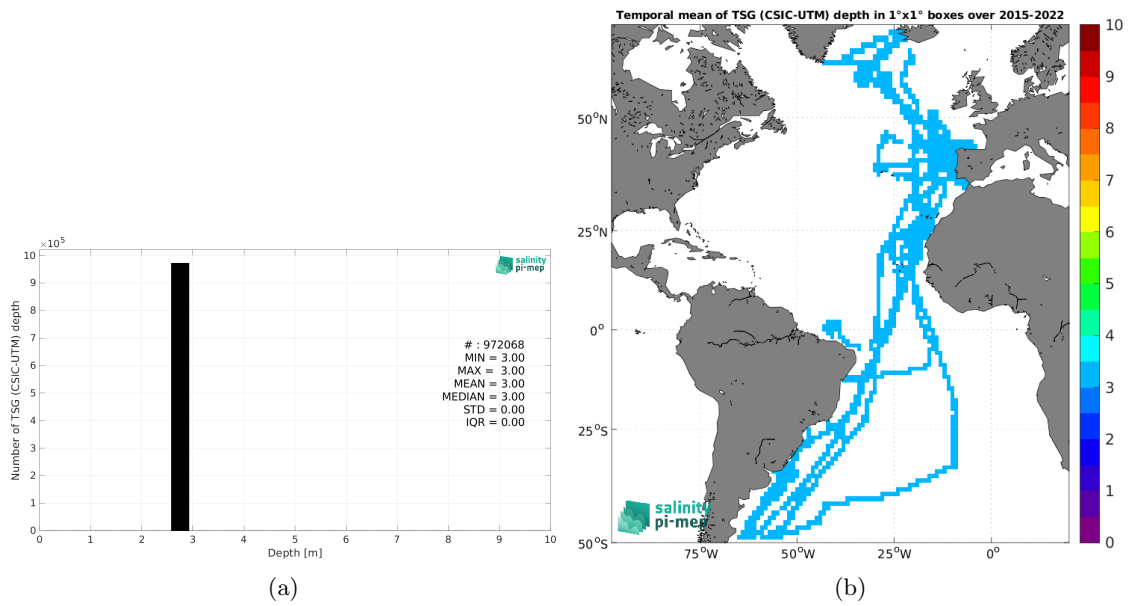 ×10⁵
10
9
8
7
6
5
4
3
2
1
0
Number of TSG (CSIC-UTM) depth
salinity
pi-mep
# : 972068
MIN = 3.00
MAX = 3.00
MEAN = 3.00
MEDIAN = 3.00
STD = 0.00
IQR = 0.00
0 1 2 3 4 5 6 7 8 9 10
Depth [m]
(a)
Temporal mean of TSG (CSIC-UTM) depth in 1°x1° boxes over 2015-2022
50°N
25°N
0°
25°S
50°S
salinity
pi-mep
75°W 50°W 25°W 0°
10
9
8
7
6
5
4
3
2
1
0
(b)